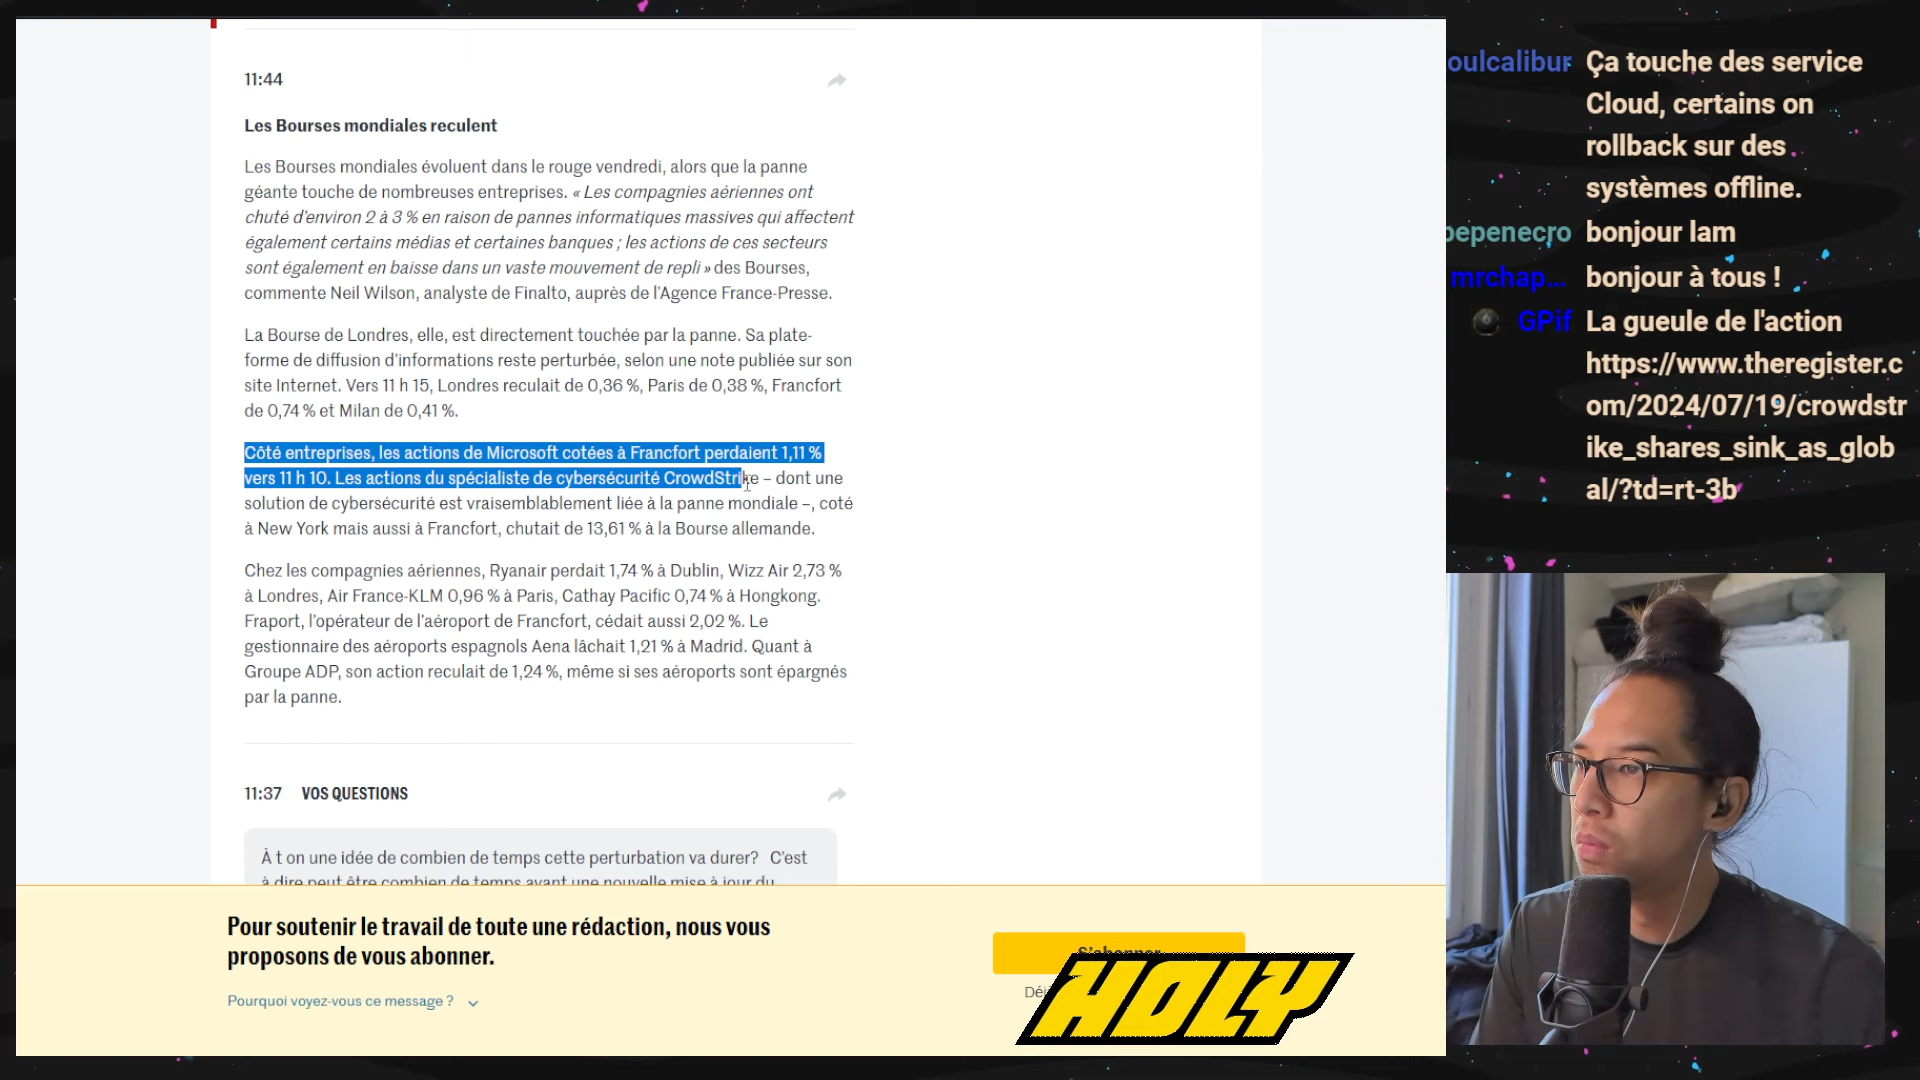 11:44
Les Bourses mondiales reculent
Les Bourses mondiales évoluent dans le rouge vendredi, alors que la panne
géante touche de nombreuses entreprises. « Les compagnies aériennes ont
chuté d’environ 2 à 3 % en raison de pannes informatiques massives qui affectent
également certains médias et certaines banques ; les actions de ces secteurs
sont également en baisse dans un vaste mouvement de repli » des Bourses,
commente Neil Wilson, analyste de Finalto, auprès de l’Agence France-Presse.
La Bourse de Londres, elle, est directement touchée par la panne. Sa plate-
forme de diffusion d’informations reste perturbée, selon une note publiée sur son
site Internet. Vers 11 h 15, Londres reculait de 0,36 %, Paris de 0,38 %, Francfort
de 0,74 % et Milan de 0,41 %.
Côté entreprises, les actions de Microsoft cotées à Francfort perdaient 1,11 %
vers 11 h 10. Les actions du spécialiste de cybersécurité CrowdStrike – dont une
solution de cybersécurité est vraisemblablement liée à la panne mondiale –, coté
à New York mais aussi à Francfort, chutait de 13,61 % à la Bourse allemande.
Chez les compagnies aériennes, Ryanair perdait 1,74 % à Dublin, Wizz Air 2,73 %
à Londres, Air France-KLM 0,96 % à Paris, Cathay Pacific 0,74 % à Hongkong.
Fraport, l’opérateur de l’aéroport de Francfort, cédait aussi 2,02 %. Le
gestionnaire des aéroports espagnols Aena lâchait 1,21 % à Madrid. Quant à
Groupe ADP, son action reculait de 1,24 %, même si ses aéroports sont épargnés
par la panne.
11:37 VOS QUESTIONS
À t on une idée de combien de temps cette perturbation va durer? C’est
à dire peut être combien de temps avant une nouvelle mise à jour du
Pour soutenir le travail de toute une rédaction, nous vous
proposons de vous abonner.
Pourquoi voyez-vous ce message ?
S’abonner
HOLY
oulcalibur Ça touche des service
Cloud, certains on
rollback sur des
systèmes offline.
pepenecro bonjour lam
mrchap... bonjour à tous !
GPif La gueule de l'action
https://www.theregister.c
om/2024/07/19/crowdstr
ike_shares_sink_as_glob
al/?td=rt-3b